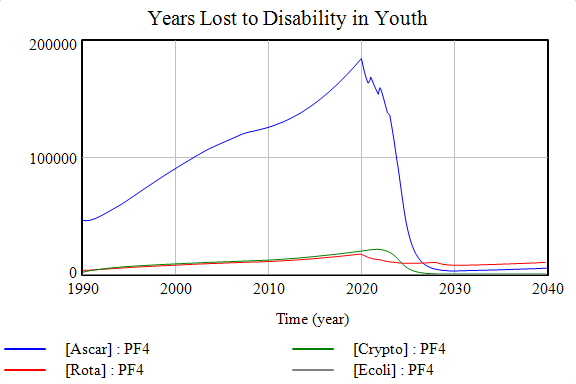 Years Lost to Disability in Youth
200000
100000
0
1990 2000 2010 2020 2030 2040
Time (year)
[Ascar] : PF4 [Crypto] : PF4
[Rota] : PF4 [Ecoli] : PF4